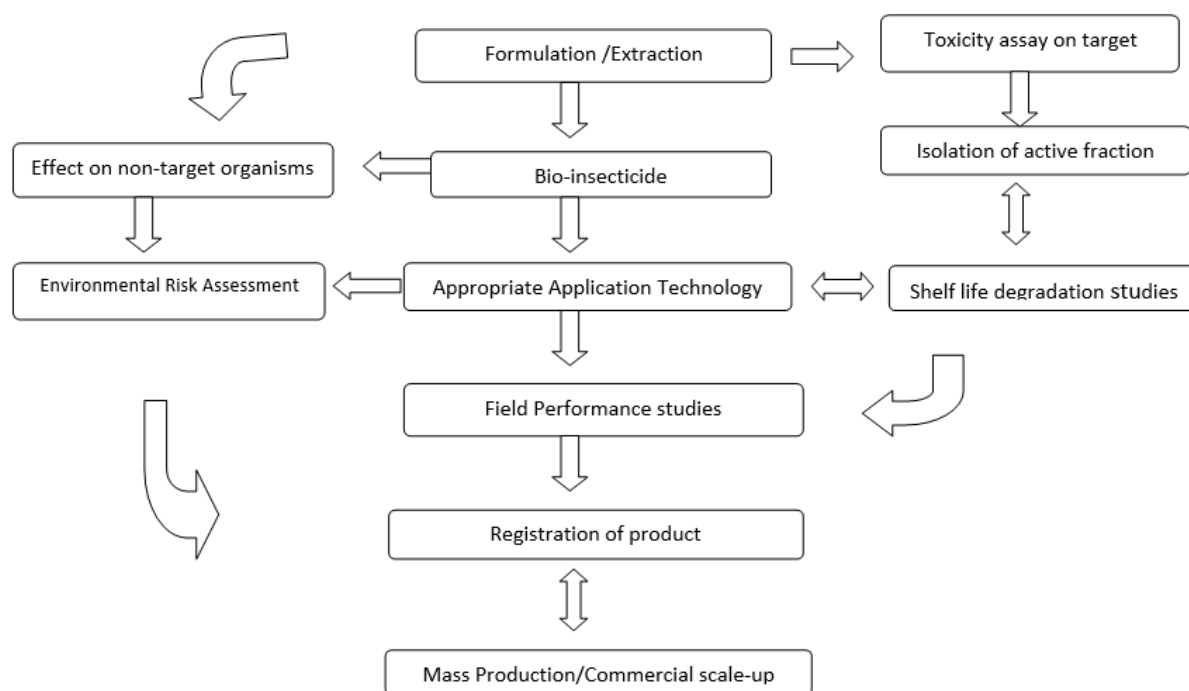 Formulation /Extraction
Toxicity assay on target
Effect on non-target organisms
Bio-insecticide
Isolation of active fraction
Environmental Risk Assessment
Appropriate Application Technology
Shelf life degradation studies
Field Performance studies
Registration of product
Mass Production/Commercial scale-up